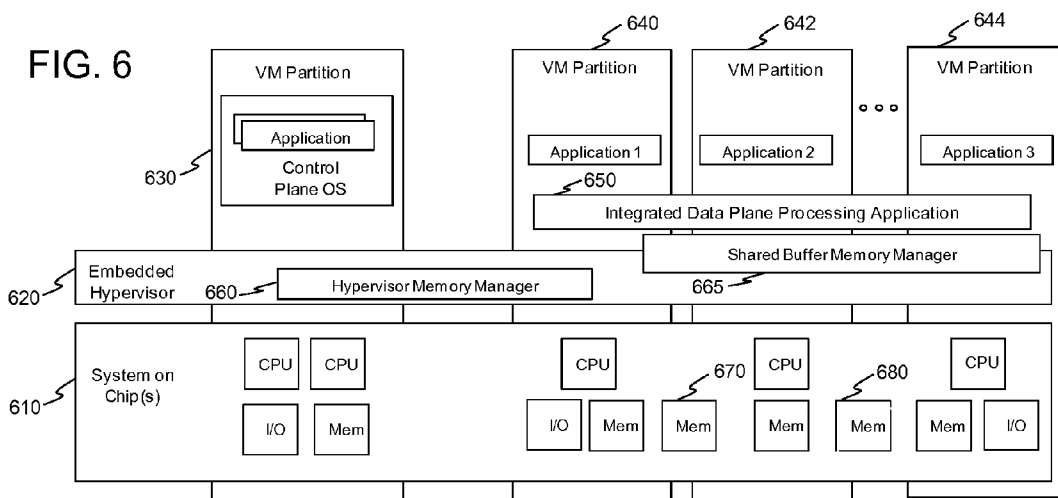 FIG. 6
640
642
644
VM Partition
VM Partition
VM Partition
VM Partition
Application
Control
Plane OS
630
Application 1
Application 2
Application 3
650
Integrated Data Plane Processing Application
Shared Buffer Memory Manager
Embedded
Hypervisor
620
660
Hypervisor Memory Manager
665
System on
Chip(s)
610
CPU
CPU
CPU
CPU
CPU
670
680
I/O
Mem
I/O
Mem
Mem
Mem
Mem
Mem
I/O